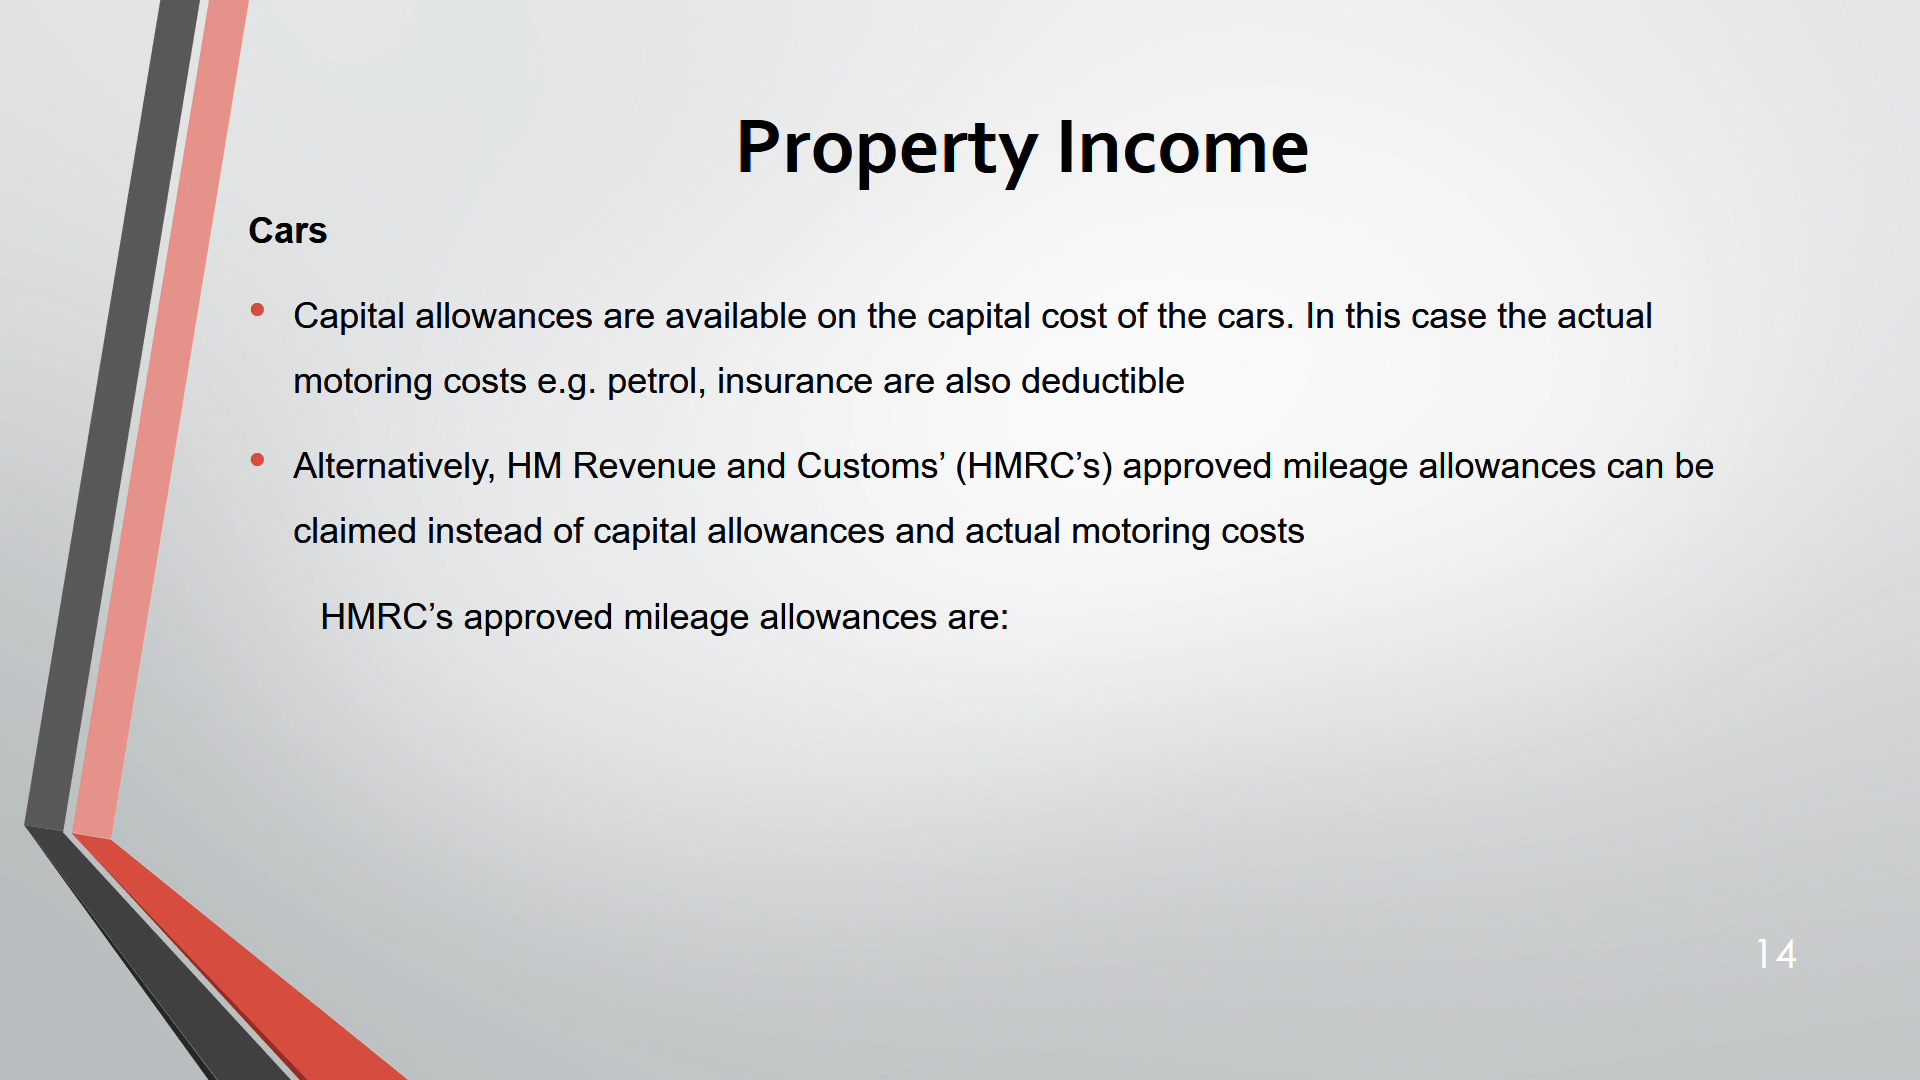 Property Income
Cars
• Capital allowances are available on the capital cost of the cars. In this case the actual
motoring costs e.g. petrol, insurance are also deductible
• Alternatively, HM Revenue and Customs’ (HMRC’s) approved mileage allowances can be
claimed instead of capital allowances and actual motoring costs
HMRC’s approved mileage allowances are:
14